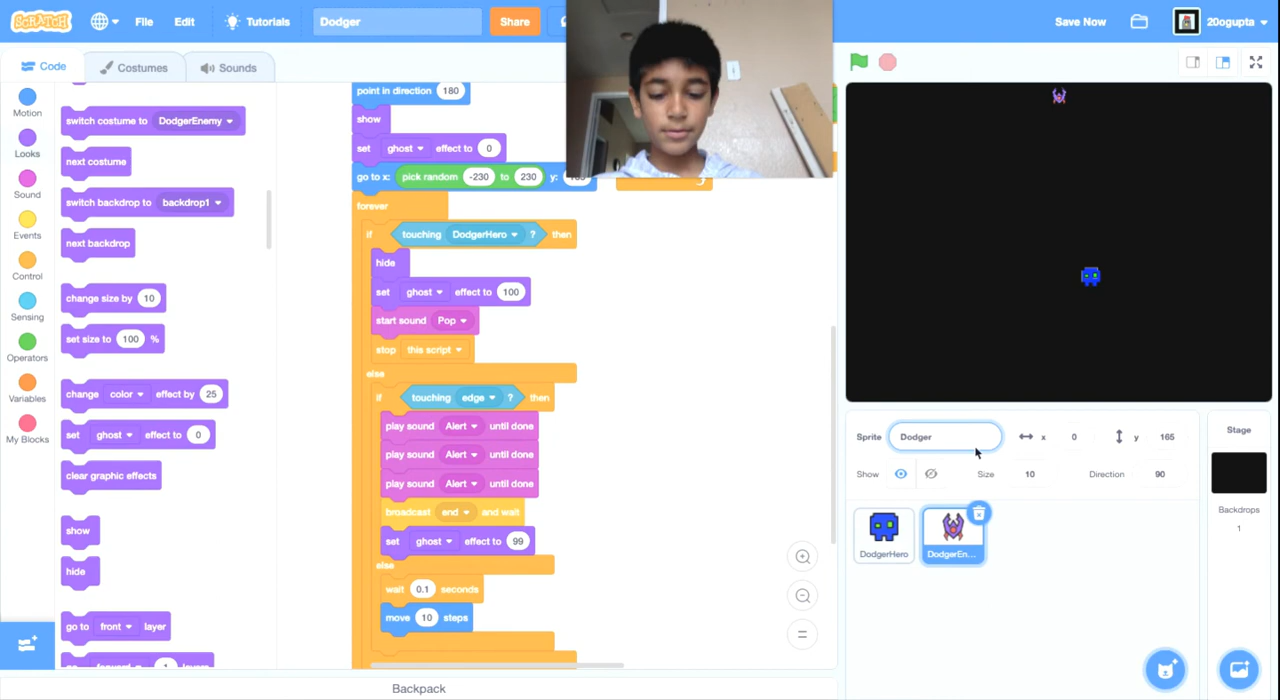 SCRATCH File Edit Tutorials Dodger Share Save Now 20ogupta
Code Costumes Sounds
Motion
Looks
Sound
Events
Control
Sensing
Operators
Variables
My Blocks
switch costume to DodgerEnemy
next costume
switch backdrop to backdrop1
next backdrop
change size by 10
set size to 100 %
change color effect by 25
set ghost effect to 0
clear graphic effects
show
hide
go to front layer
point in direction 180
show
set ghost effect to 0
go to x: pick random -230 to 230 y:
forever
if touching DodgerHero ? then
hide
set ghost effect to 100
start sound Pop
stop this script
else
if touching edge ? then
play sound Alert until done
play sound Alert until done
play sound Alert until done
broadcast end and wait
set ghost effect to 99
else
wait 0.1 seconds
move 10 steps
Backpack
Sprite Dodger x 0 y 165
Show Size 10 Direction 90
DodgerHero DodgerEn...
Stage
Backdrops
1